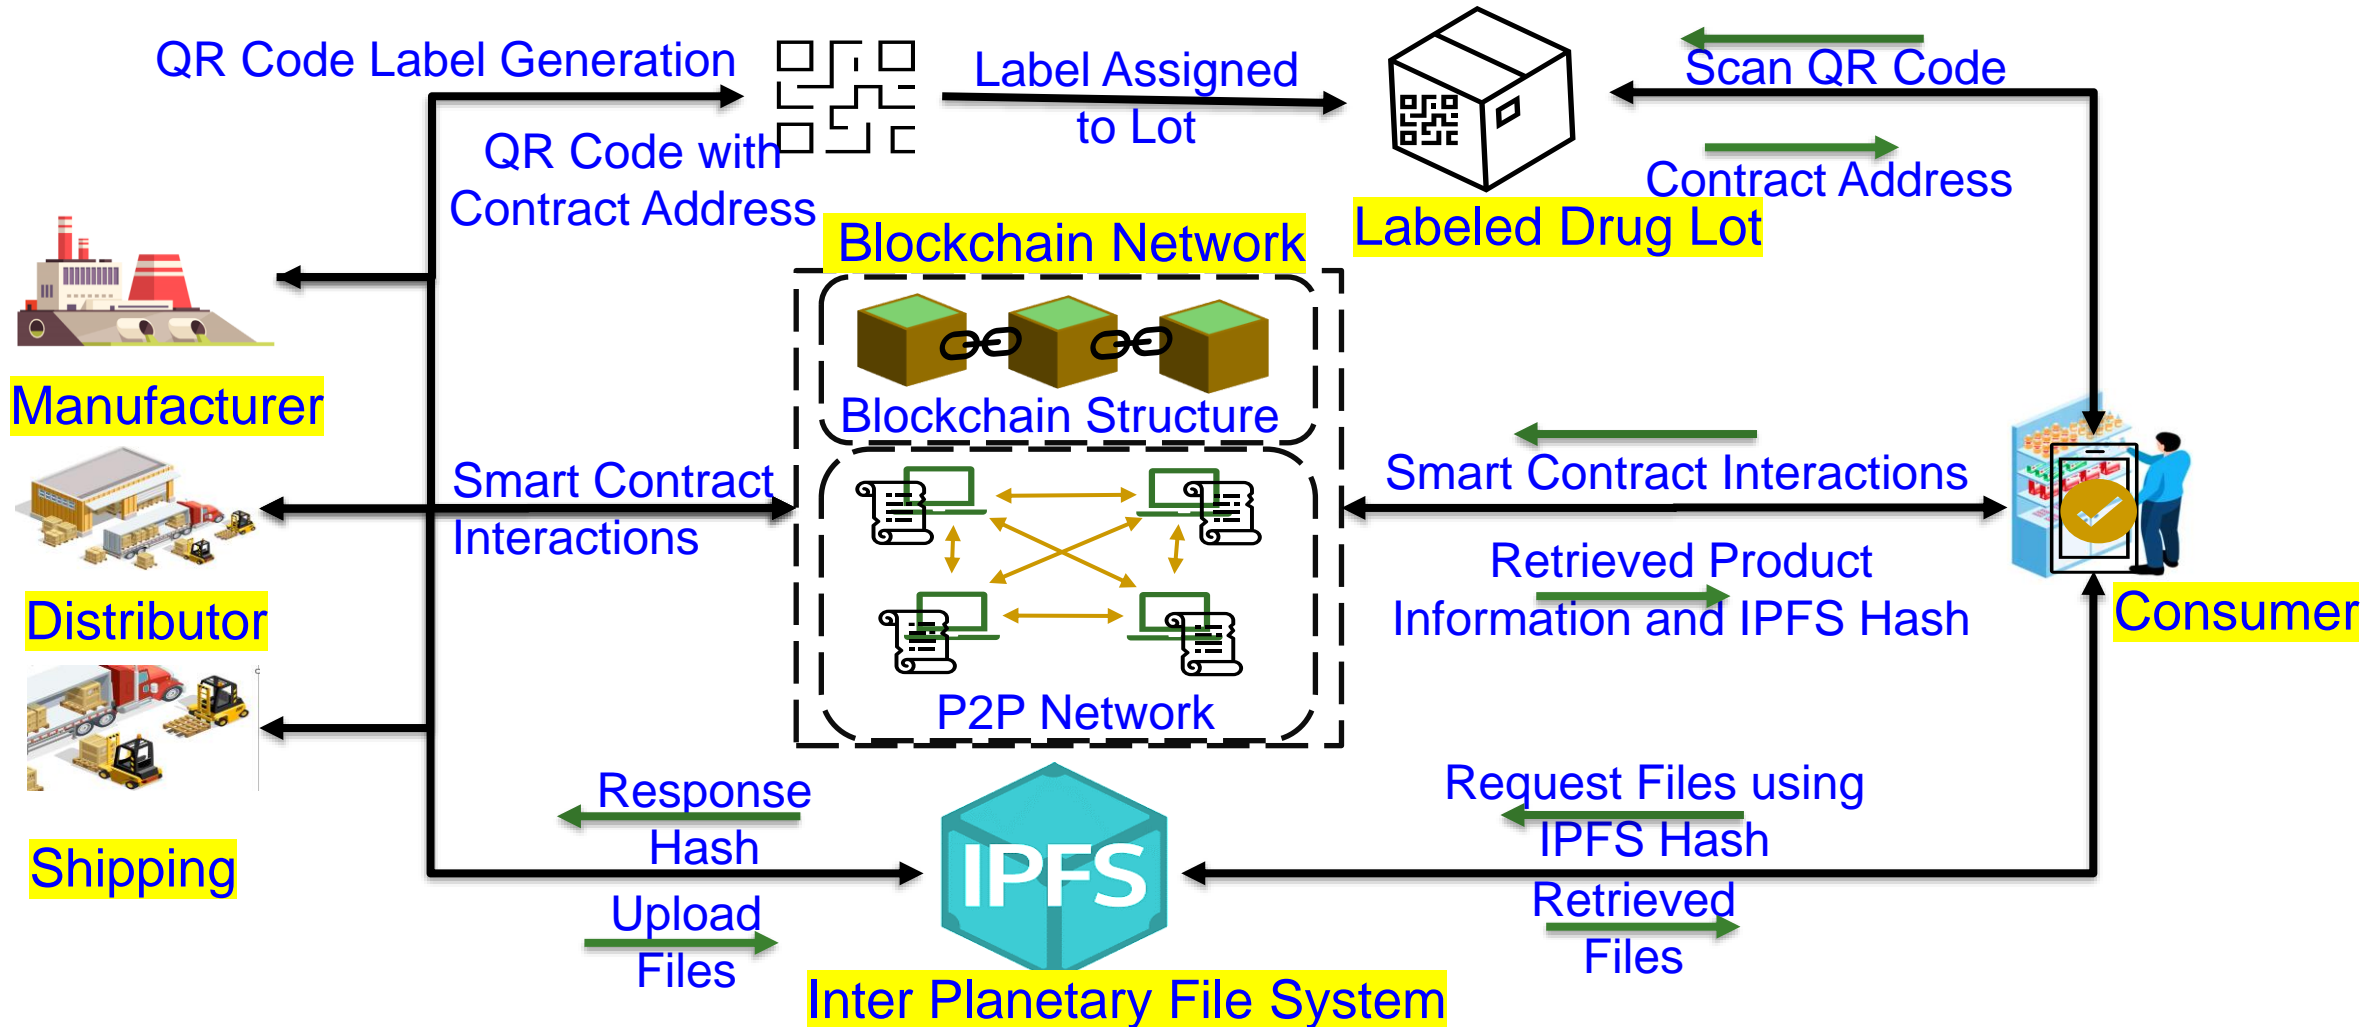 QR Code Label Generation
QR Code with
Contract Address
Label Assigned
to Lot
Scan QR Code
Contract Address
Labeled Drug Lot
Blockchain Network
Blockchain Structure
P2P Network
Manufacturer
Distributor
Shipping
Smart Contract
Interactions
Smart Contract Interactions
Retrieved Product
Information and IPFS Hash
Consumer
Response
Hash
Upload
Files
IPFS
Inter Planetary File System
Request Files using
IPFS Hash
Retrieved
Files